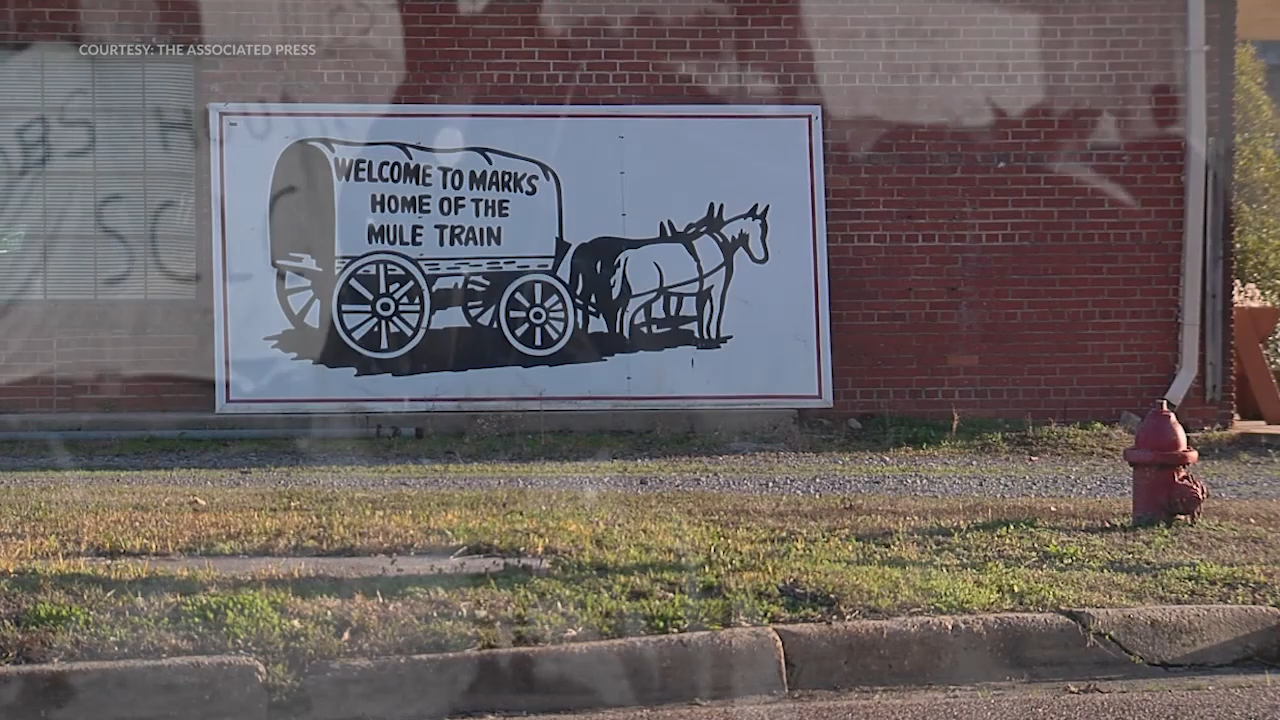 COURTESY: THE ASSOCIATED PRESS
WELCOME TO MARKS
HOME OF THE
MULE TRAIN